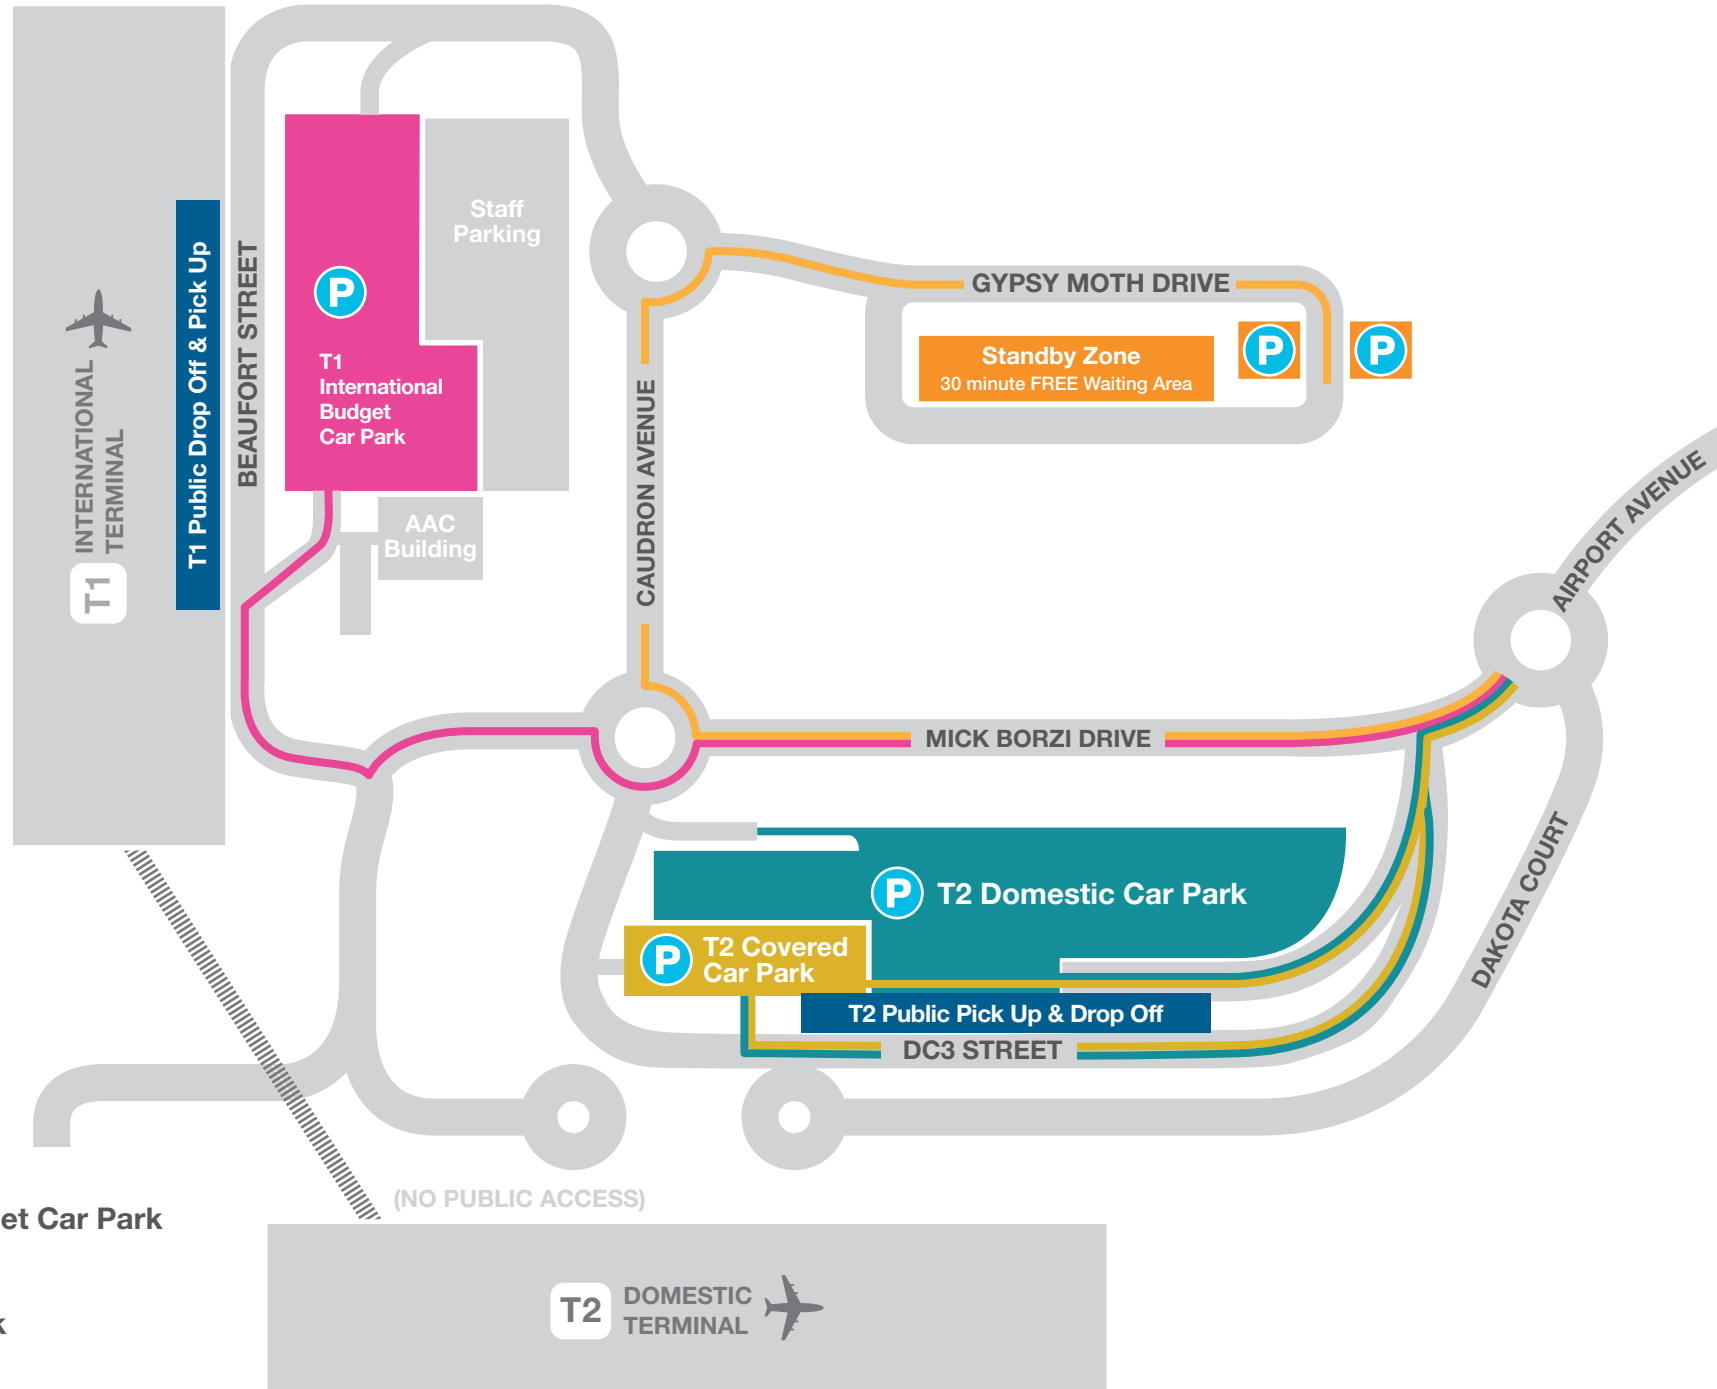 Staff
Parking
T1 Public Drop Off & Pick Up
BEAUFORT STREET
P
T1
International
Budget
Car Park
INTERNATIONAL
TERMINAL
T1
AAC
Building
CAUDRON AVENUE
GYPSY MOTH DRIVE
Standby Zone
30 minute FREE Waiting Area
P
P
AIRPORT AVENUE
MICK BORZI DRIVE
DAKOTA COURT
P
T2 Domestic Car Park
P
T2 Covered
Car Park
T2 Public Pick Up & Drop Off
DC3 STREET
(NO PUBLIC ACCESS)
et Car Park
k
T2
DOMESTIC
TERMINAL